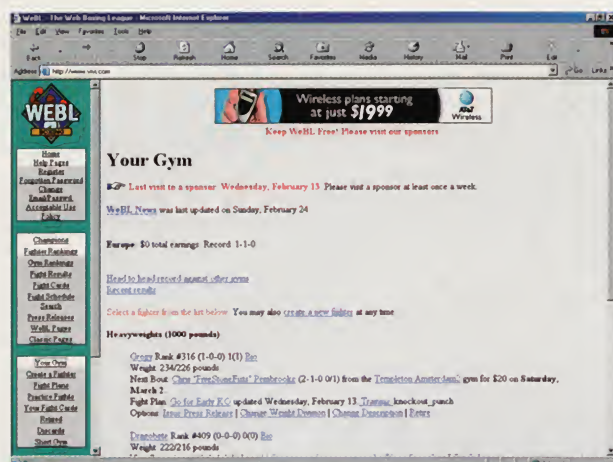 WeBL - The Web Boxing League - Microsoft Internet Explorer
File Edit View Favorites Tools Help
Back Stop Refresh Home Search Favorites Media History Mail Print Edit
Address http://www.vivi.com Go Links
WEBL
Wireless plans starting
at just $1999
AT&T
Wireless
Keep WeBL Free! Please visit our sponsors
Home
Help Pages
Register
Forgotten Password
Change
Email/Password
Acceptable Use
Policy
Champions
Fighter Rankings
Gym Rankings
Fight Results
Fight Cards
Fight Schedule
Search
Press Releases
WeBL Pages
Classic Pages
Your Gym
Create a Fighter
Fight Plans
Practice Fights
Your Fight Cards
Retired
Discards
Short Gym
Your Gym
Last visit to a sponsor Wednesday, February 13 Please visit a sponsor at least once a week.
WeBL News was last updated on Sunday, February 24
Europe $0 total earnings Record 1-1-0
Head to head record against other gyms
Recent results
Select a fighter from the list below You may also create a new fighter at any time
Heavyweights (1000 pounds)
Rank #316 (1-0-0) 1(1) Bio
Weight 234/226 pounds
Next Bout Chris "FreeStoneFuta" Pembrooke (2-1-0 0/1) from the Templeton Amsterdam2 gym for $20 on Saturday,
March 2.
Fight Plan Go for Early KO updated Wednesday, February 13 Training knockout_punch
Options Issue Press Release | Change Weight Division | Change Description | Retire
Rank #409 (0-0-0) 0(0) Bio
Weight 222/216 pounds